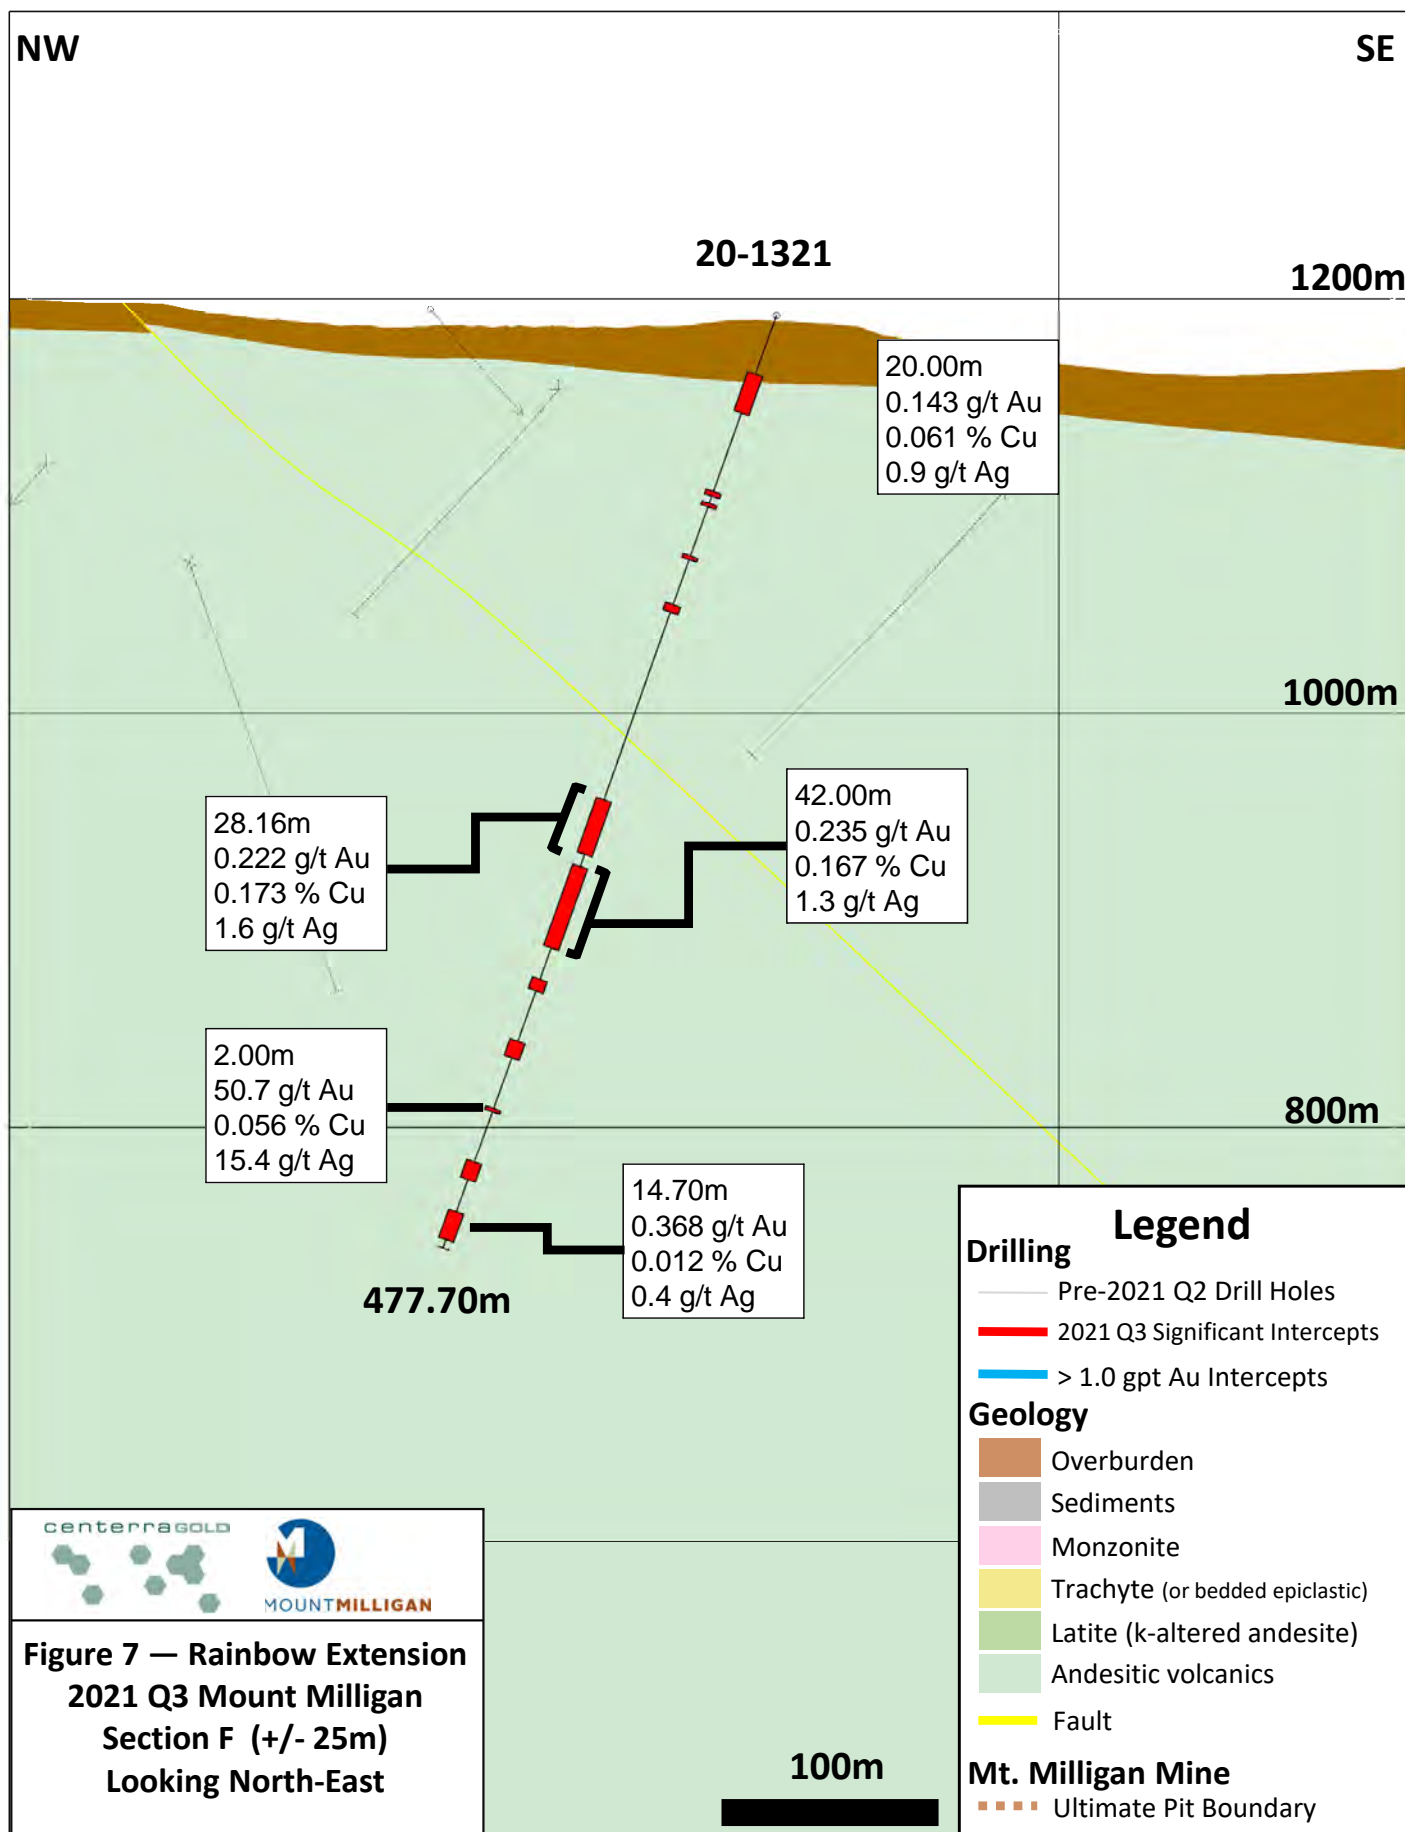 NW
SE
20-1321
1200m
20.00m
0.143 g/t Au
0.061 % Cu
0.9 g/t Ag
1000m
28.16m
0.222 g/t Au
0.173 % Cu
1.6 g/t Ag
42.00m
0.235 g/t Au
0.167 % Cu
1.3 g/t Ag
2.00m
50.7 g/t Au
0.056 % Cu
15.4 g/t Ag
800m
14.70m
0.368 g/t Au
0.012 % Cu
0.4 g/t Ag
477.70m
Legend
Drilling
Pre-2021 Q2 Drill Holes
2021 Q3 Significant Intercepts
> 1.0 gpt Au Intercepts
Geology
Overburden
Sediments
Monzonite
Trachyte (or bedded epiclastic)
Latite (k-altered andesite)
Andesitic volcanics
Fault
Mt. Milligan Mine
Ultimate Pit Boundary
centerraGOLD
MOUNTMILLIGAN
Figure 7 — Rainbow Extension
2021 Q3 Mount Milligan
Section F (+/- 25m)
Looking North-East
100m